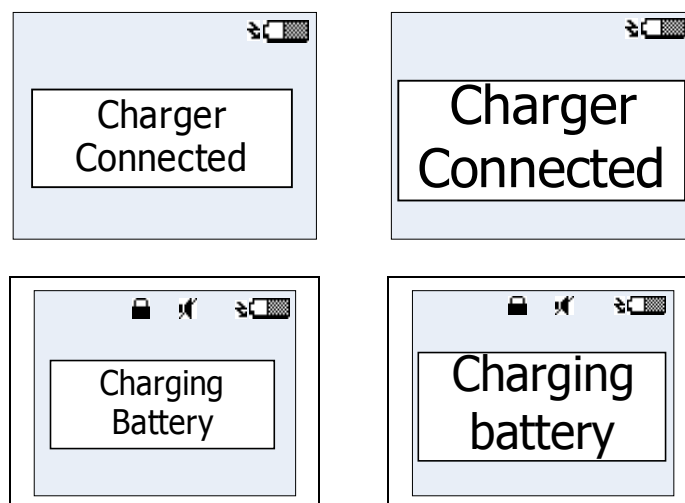 Charger
Connected
Charger
Connected
Charging
Battery
Charging
battery